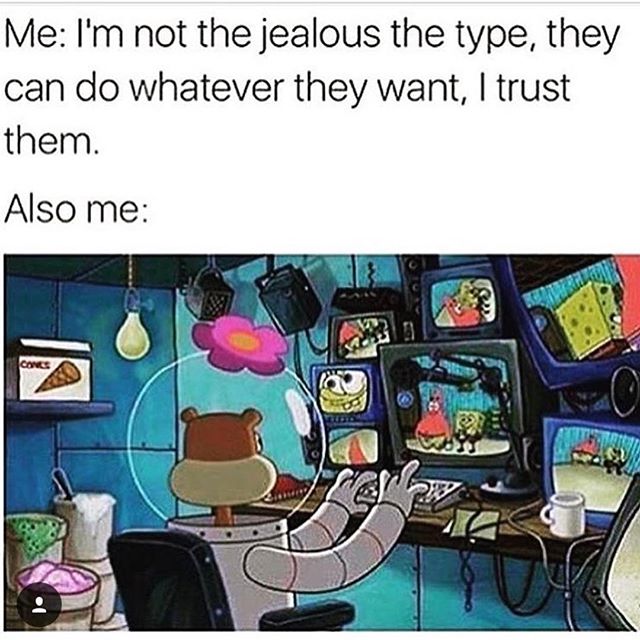 Me: I'm not the jealous the type, they
can do whatever they want, I trust
them.
Also me:
CONES